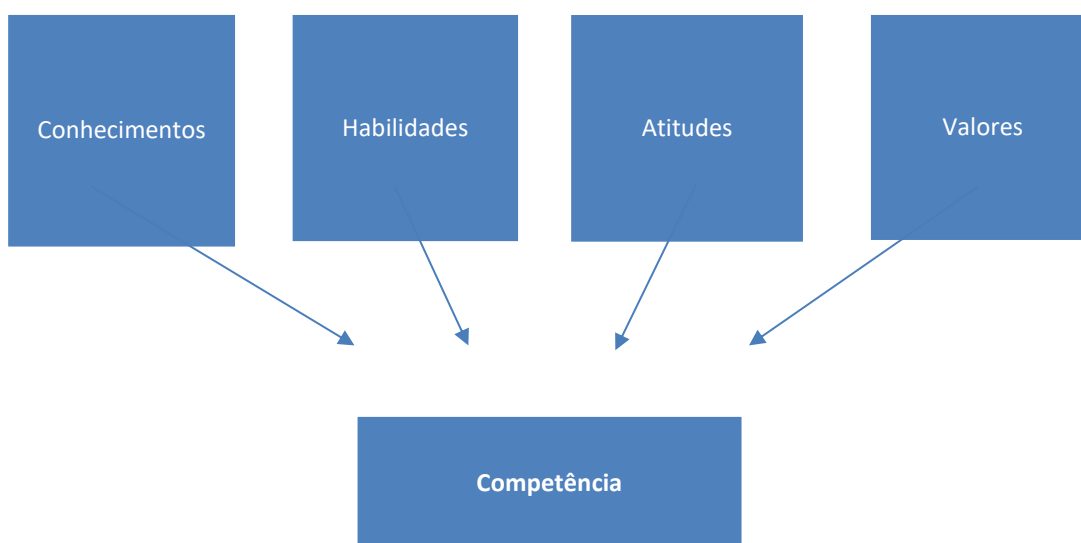 Conhecimentos
Habilidades
Atitudes
Valores
Competência